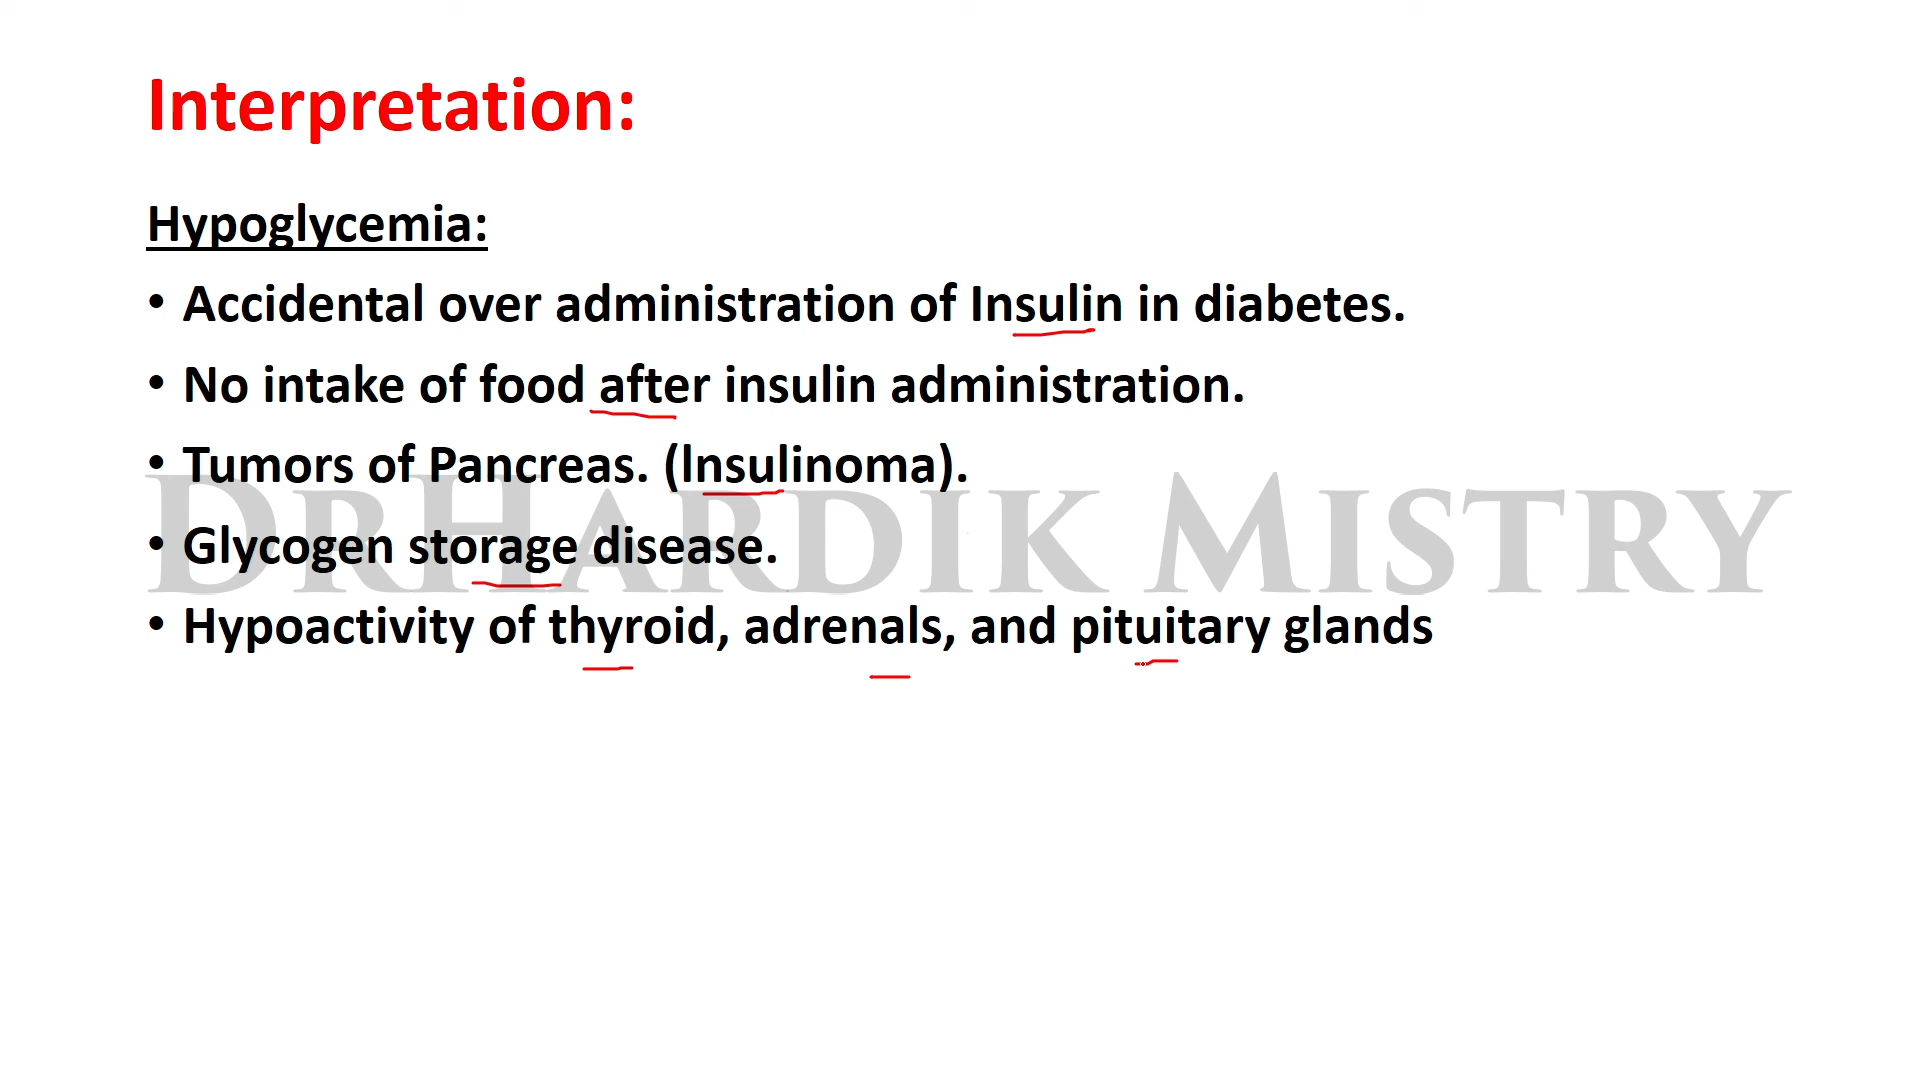 Interpretation:
Hypoglycemia:
• Accidental over administration of Insulin in diabetes.
• No intake of food after insulin administration.
• Tumors of Pancreas. (Insulinoma).
DrHardik Mistry
• Glycogen storage disease.
• Hypoactivity of thyroid, adrenals, and pituitary glands